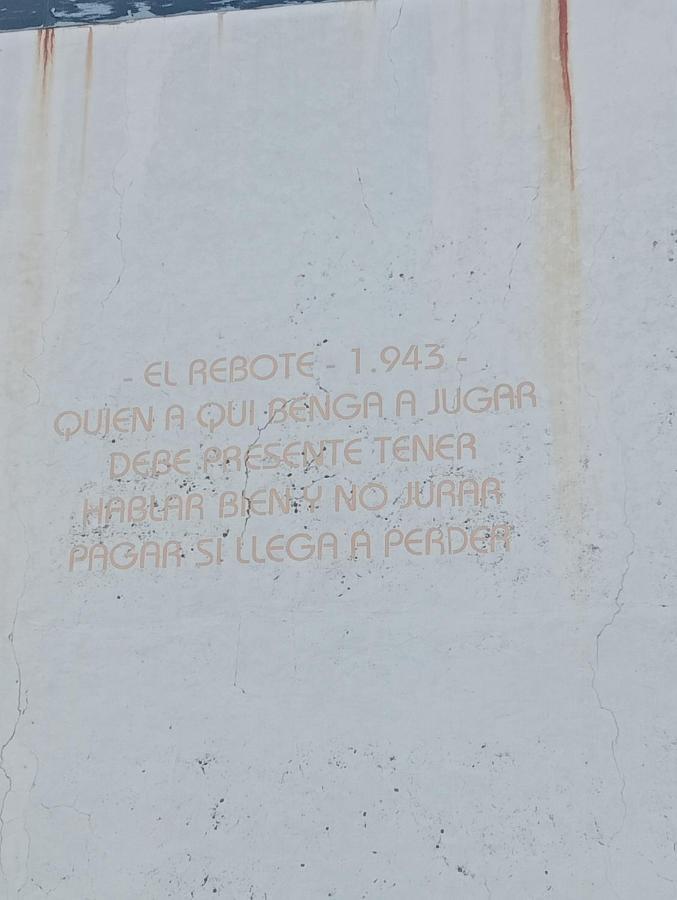 - EL REBOTE - 1.943 -
QUIEN A QUI BENGA A JUGAR
DEBE PRESENTE TENER
HABLAR BIEN Y NO JURAR
PAGAR SI LLEGA A PERDER